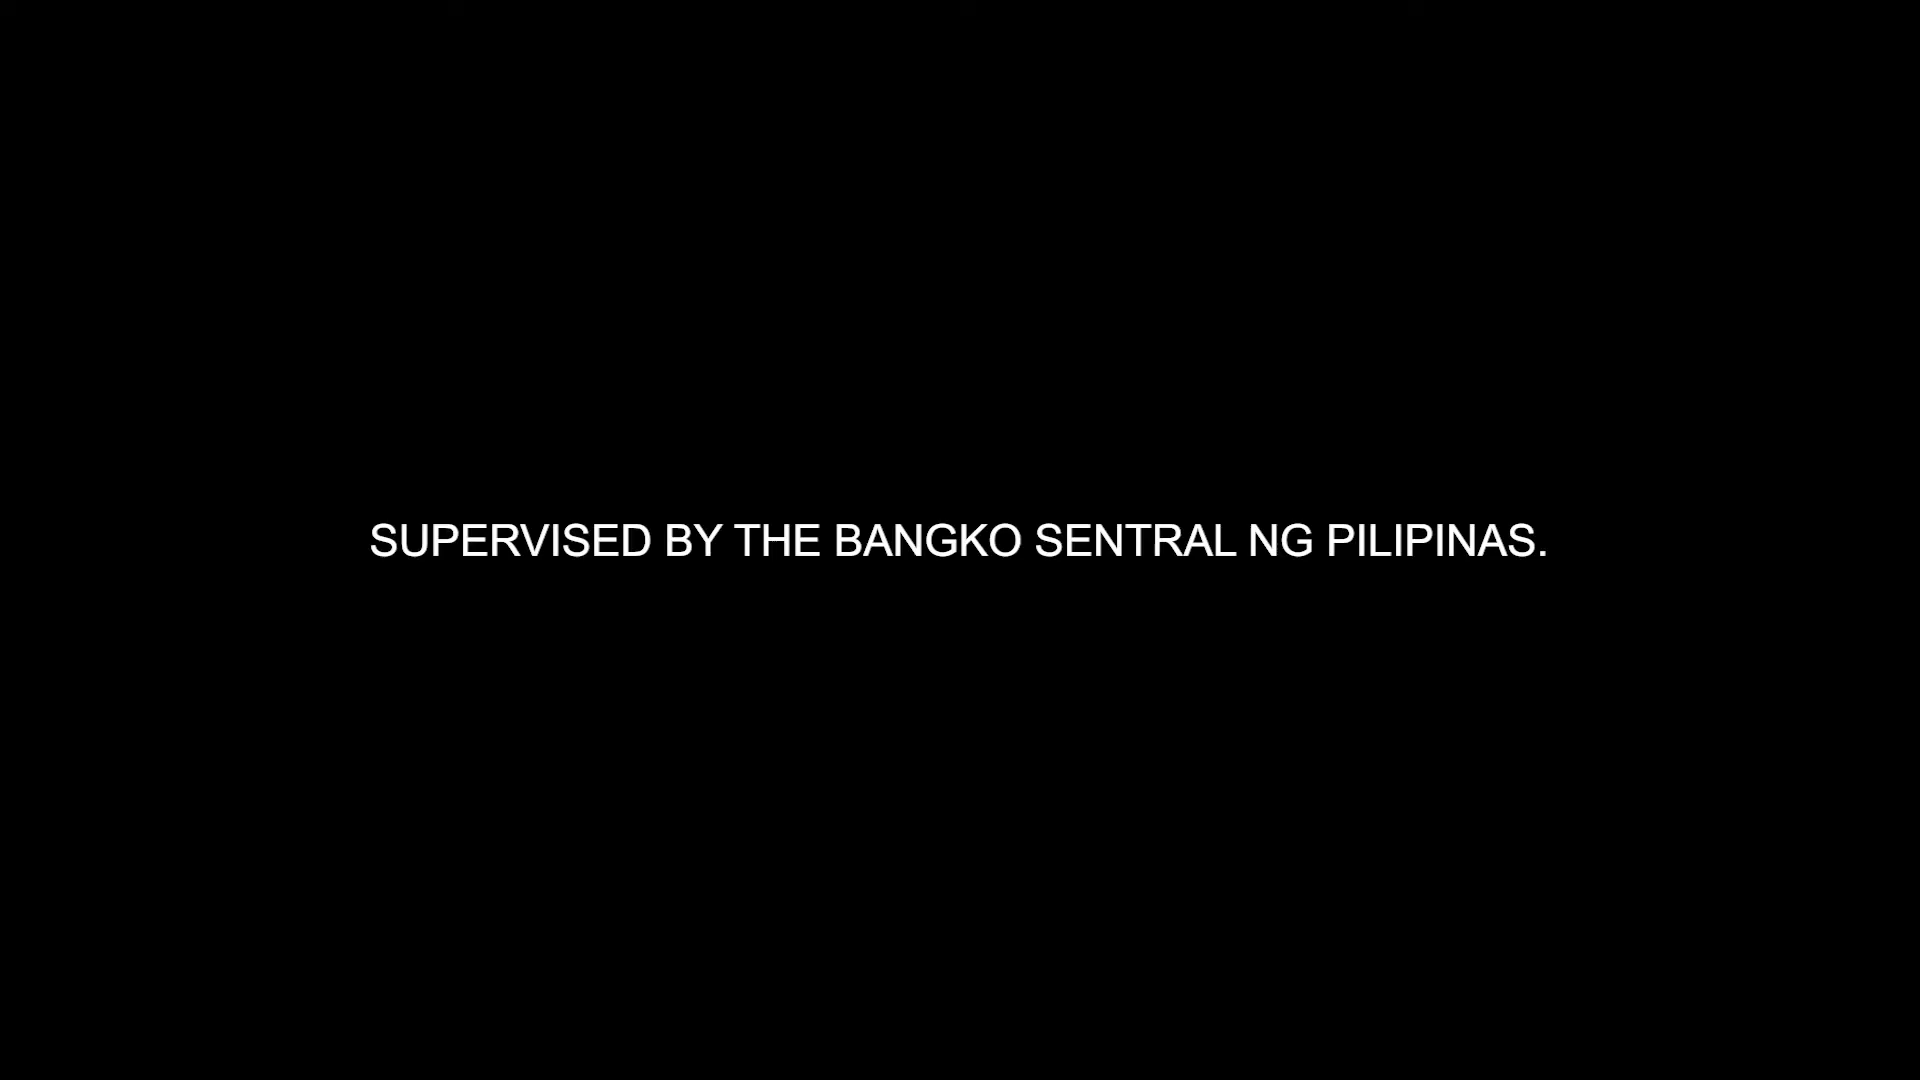 SUPERVISED BY THE BANGKO SENTRAL NG PILIPINAS.